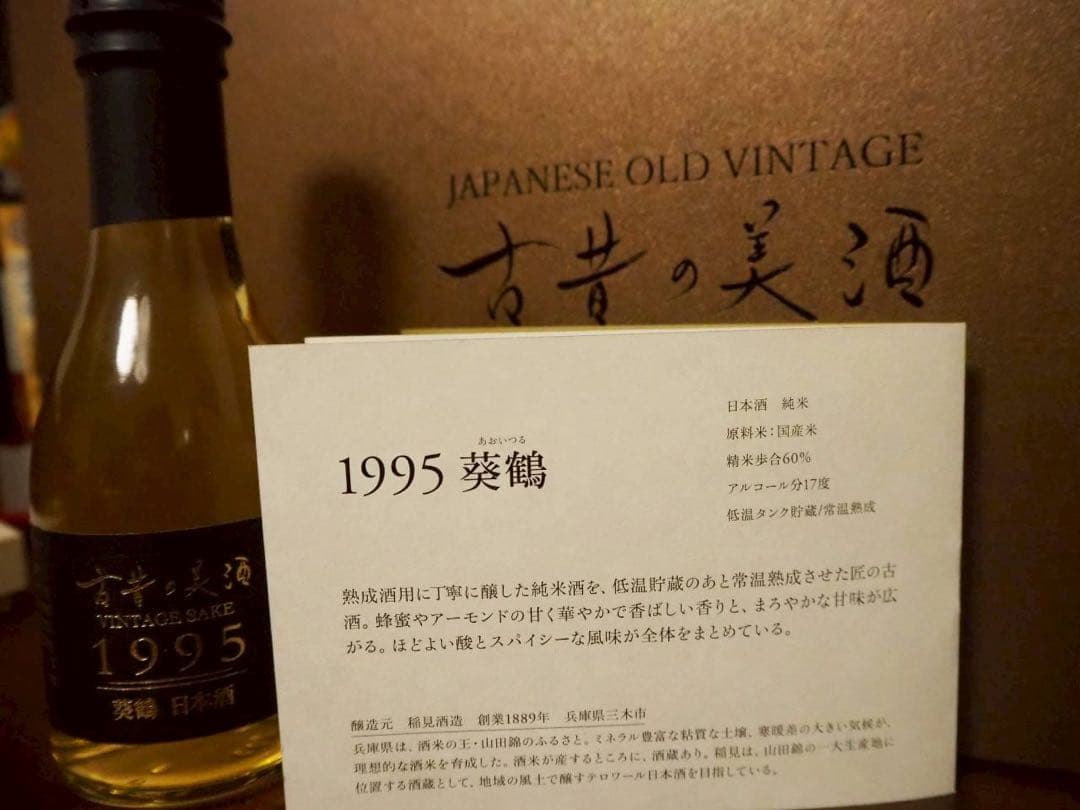 JAPANESE OLD VINTAGE
古昔の美酒
古昔の美酒
VINTAGE SAKE
1995
葵鶴 日本酒
あおいつる
1995 葵鶴
日本酒 純米
原料米：国産米
精米歩合60%
アルコール分17度
低温タンク貯蔵/常温熟成
熟成酒用に丁寧に醸した純米酒を、低温貯蔵のあと常温熟成させた匠の古
酒。蜂蜜やアーモンドの甘く華やかで香ばしい香りと、まろやかな甘味が広
がる。ほどよい酸とスパイシーな風味が全体をまとめている。
醸造元 稲見酒造 創業1889年 兵庫県三木市
兵庫県は、酒米の王・山田錦のふるさと。ミネラル豊富な粘質な土壌、寒暖差の大きい気候が、
理想的な酒米を育成した。酒米が産するところに、酒蔵あり。稲見は、山田錦の一大生産地に
位置する酒蔵として、地域の風土で醸すテロワール日本酒を目指している。